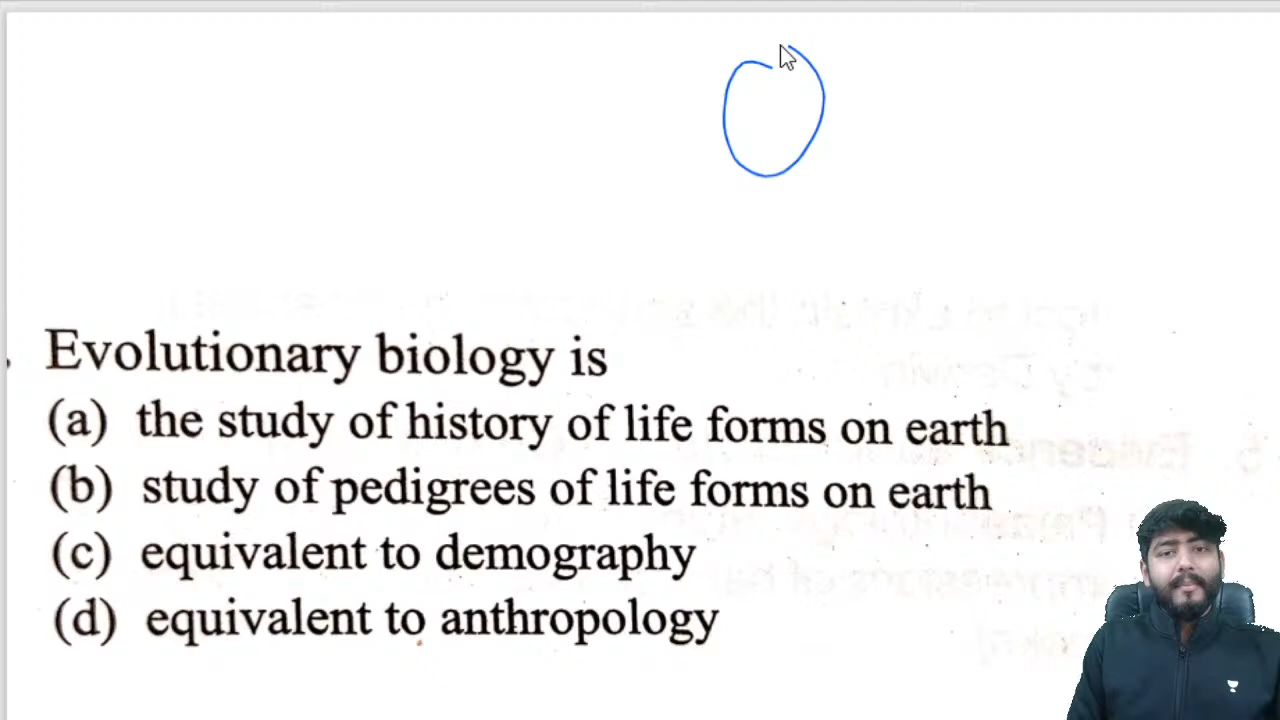 Evolutionary biology is
(a) the study of history of life forms on earth
(b) study of pedigrees of life forms on earth
(c) equivalent to demography
(d) equivalent to anthropology